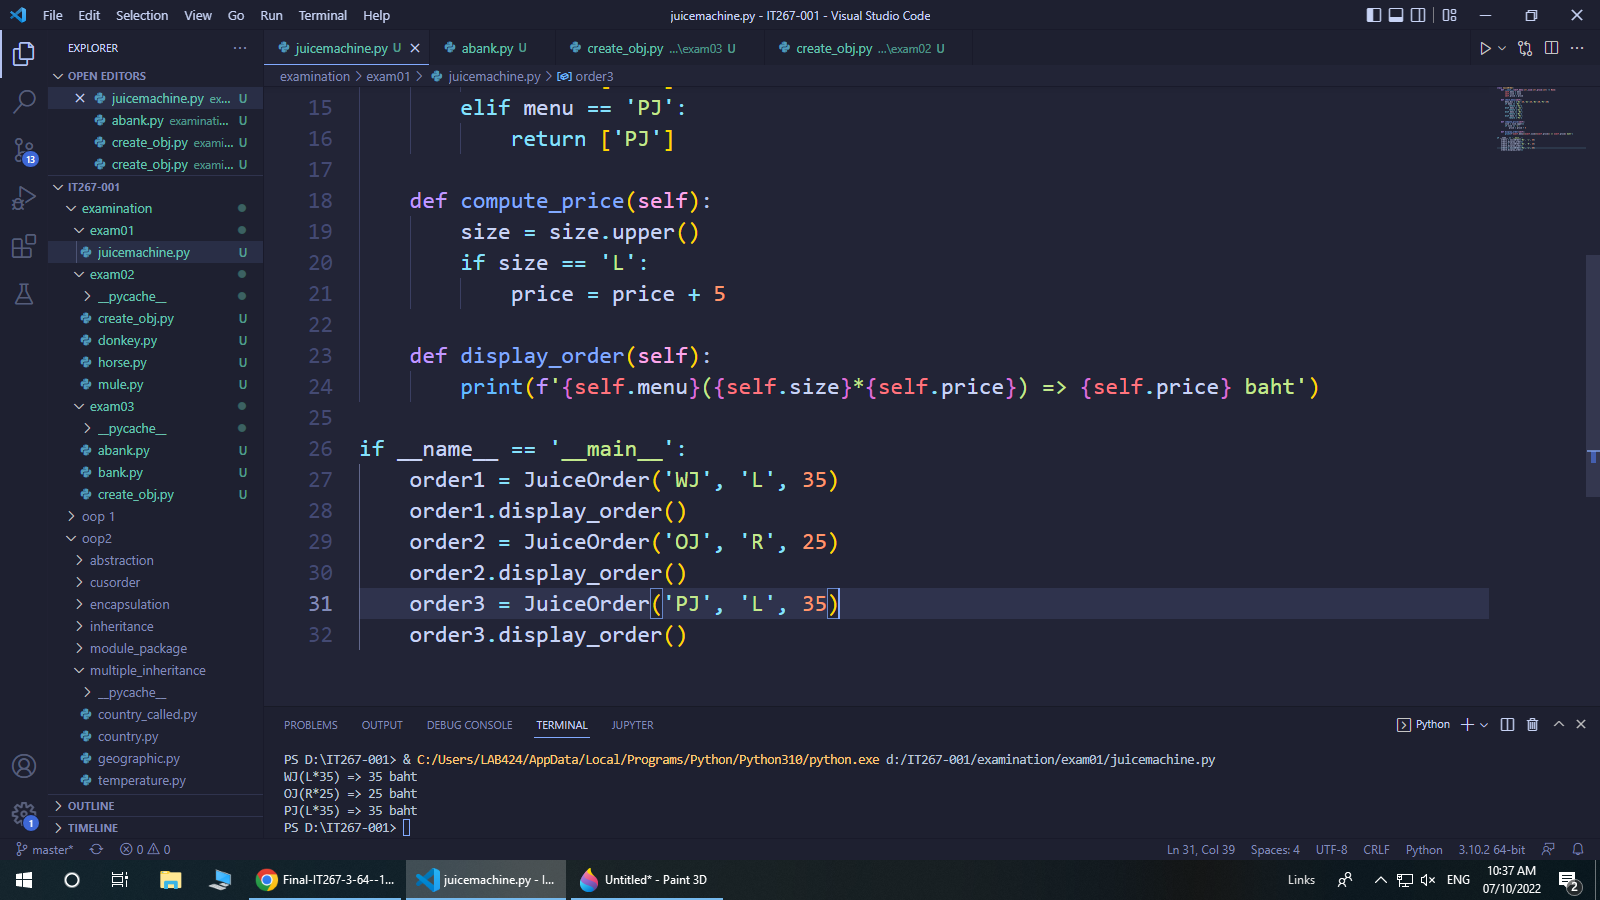 File Edit Selection View Go Run Terminal Help juicemachine.py - IT267-001 - Visual Studio Code
EXPLORER
OPEN EDITORS
juicemachine.py ex... U
abank.py examinati... U
create_obj.py exami... U
create_obj.py exami... U
IT267-001
examination
exam01
juicemachine.py U
exam02
__pycache__
create_obj.py U
donkey.py U
horse.py U
mule.py U
exam03
__pycache__
abank.py U
bank.py U
create_obj.py U
oop 1
oop2
abstraction
cusorder
encapsulation
inheritance
module_package
multiple_inheritance
__pycache__
country_called.py
country.py
geographic.py
temperature.py
OUTLINE
TIMELINE
13
1
juicemachine.py U abank.py U create_obj.py ...\exam03 U create_obj.py ...\exam02 U
examination > exam01 > juicemachine.py > order3
15 elif menu == 'PJ':
16 return ['PJ']
17
18 def compute_price(self):
19 size = size.upper()
20 if size == 'L':
21 price = price + 5
22
23 def display_order(self):
24 print(f'{self.menu}({self.size}*{self.price}) => {self.price} baht')
25
26 if __name__ == '__main__':
27 order1 = JuiceOrder('WJ', 'L', 35)
28 order1.display_order()
29 order2 = JuiceOrder('OJ', 'R', 25)
30 order2.display_order()
31 order3 = JuiceOrder('PJ', 'L', 35)
32 order3.display_order()
PROBLEMS OUTPUT DEBUG CONSOLE TERMINAL JUPYTER Python
PS D:\IT267-001> & C:/Users/LAB424/AppData/Local/Programs/Python/Python310/python.exe d:/IT267-001/examination/exam01/juicemachine.py
WJ(L*35) => 35 baht
OJ(R*25) => 25 baht
PJ(L*35) => 35 baht
PS D:\IT267-001>
master* 0 0 Ln 31, Col 39 Spaces: 4 UTF-8 CRLF Python 3.10.2 64-bit
Final-IT267-3-64--1... juicemachine.py - I... Untitled* - Paint 3D Links ENG 10:37 AM
07/10/2022 2